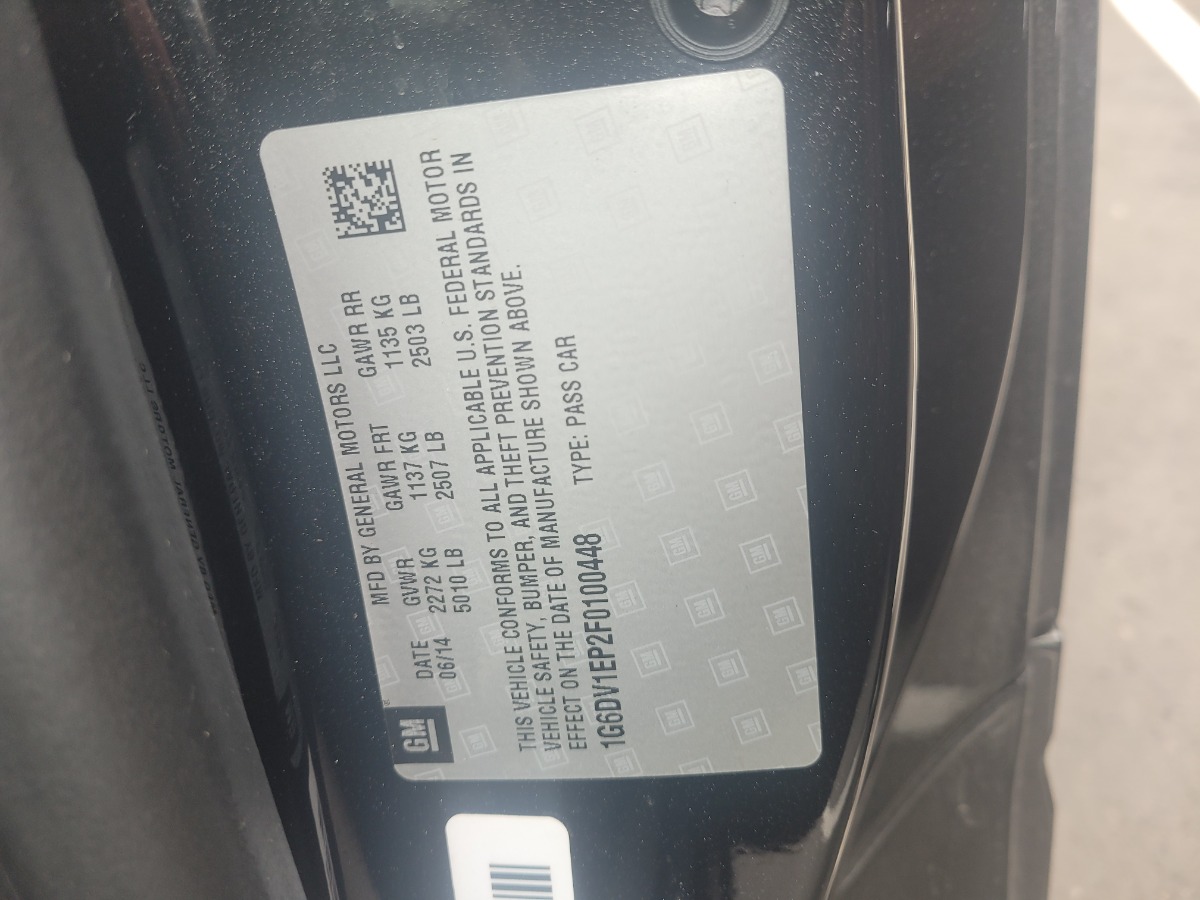 GM
MFD BY GENERAL MOTORS LLC
DATE GVWR GAWR FRT GAWR RR
06/14 2272 KG 1137 KG 1135 KG
5010 LB 2507 LB 2503 LB
THIS VEHICLE CONFORMS TO ALL APPLICABLE U.S. FEDERAL MOTOR
VEHICLE SAFETY, BUMPER, AND THEFT PREVENTION STANDARDS IN
EFFECT ON THE DATE OF MANUFACTURE SHOWN ABOVE.
1G6DV1EP2F0100448 TYPE: PASS CAR